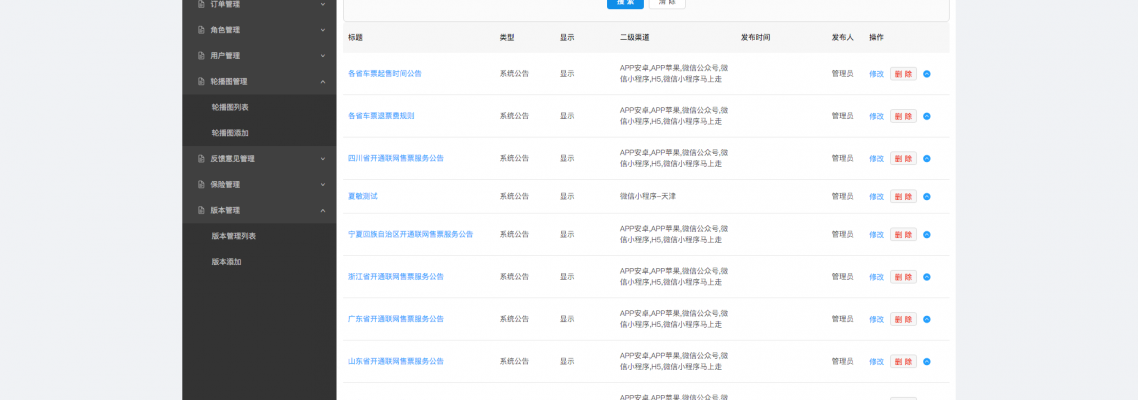 订单管理
角色管理
用户管理
轮播图管理
轮播图列表
轮播图添加
反馈意见管理
保险管理
版本管理
版本管理列表
版本添加
搜 索
清 除
标题 类型 显示 二级渠道 发布时间 发布人 操作
各省车票起售时间公告 系统公告 显示 APP安卓,APP苹果,微信公众号,微
信小程序,H5,微信小程序马上走 管理员 修改 删 除
各省车票退票费规则 系统公告 显示 APP安卓,APP苹果,微信公众号,微
信小程序,H5,微信小程序马上走 管理员 修改 删 除
四川省开通联网售票服务公告 系统公告 显示 APP安卓,APP苹果,微信公众号,微
信小程序,H5,微信小程序马上走 管理员 修改 删 除
夏敏测试 系统公告 显示 微信小程序-天津 管理员 修改 删 除
宁夏回族自治区开通联网售票服务公告 系统公告 显示 APP安卓,APP苹果,微信公众号,微
信小程序,H5,微信小程序马上走 管理员 修改 删 除
浙江省开通联网售票服务公告 系统公告 显示 APP安卓,APP苹果,微信公众号,微
信小程序,H5,微信小程序马上走 管理员 修改 删 除
广东省开通联网售票服务公告 系统公告 显示 APP安卓,APP苹果,微信公众号,微
信小程序,H5,微信小程序马上走 管理员 修改 删 除
山东省开通联网售票服务公告 系统公告 显示 APP安卓,APP苹果,微信公众号,微
信小程序,H5,微信小程序马上走 管理员 修改 删 除
APP安卓,APP苹果,微信公众号,微